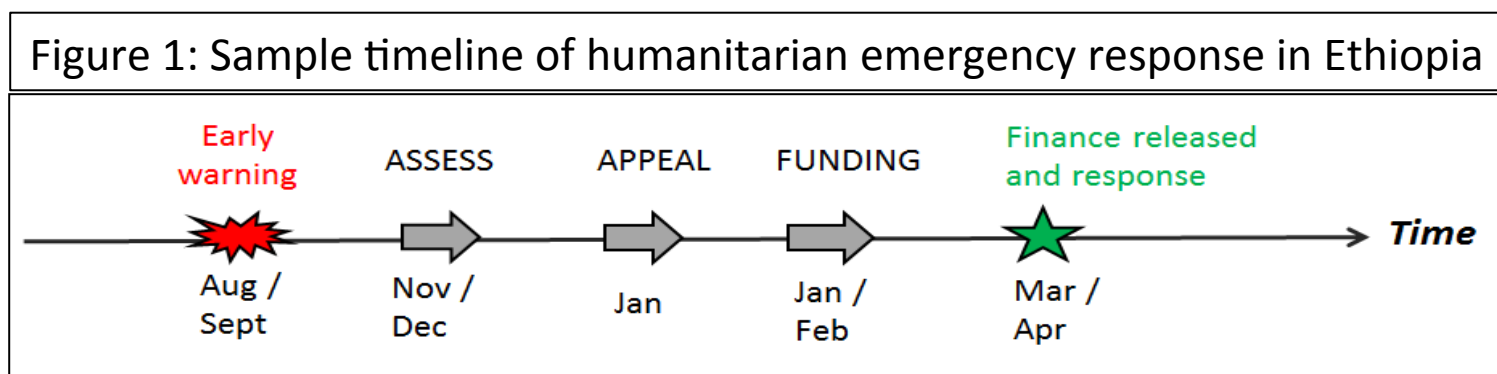 Figure 1: Sample timeline of humanitarian emergency response in Ethiopia
Early
warning
ASSESS
APPEAL
FUNDING
Finance released
and response
Time
Aug /
Sept
Nov /
Dec
Jan
Jan /
Feb
Mar /
Apr